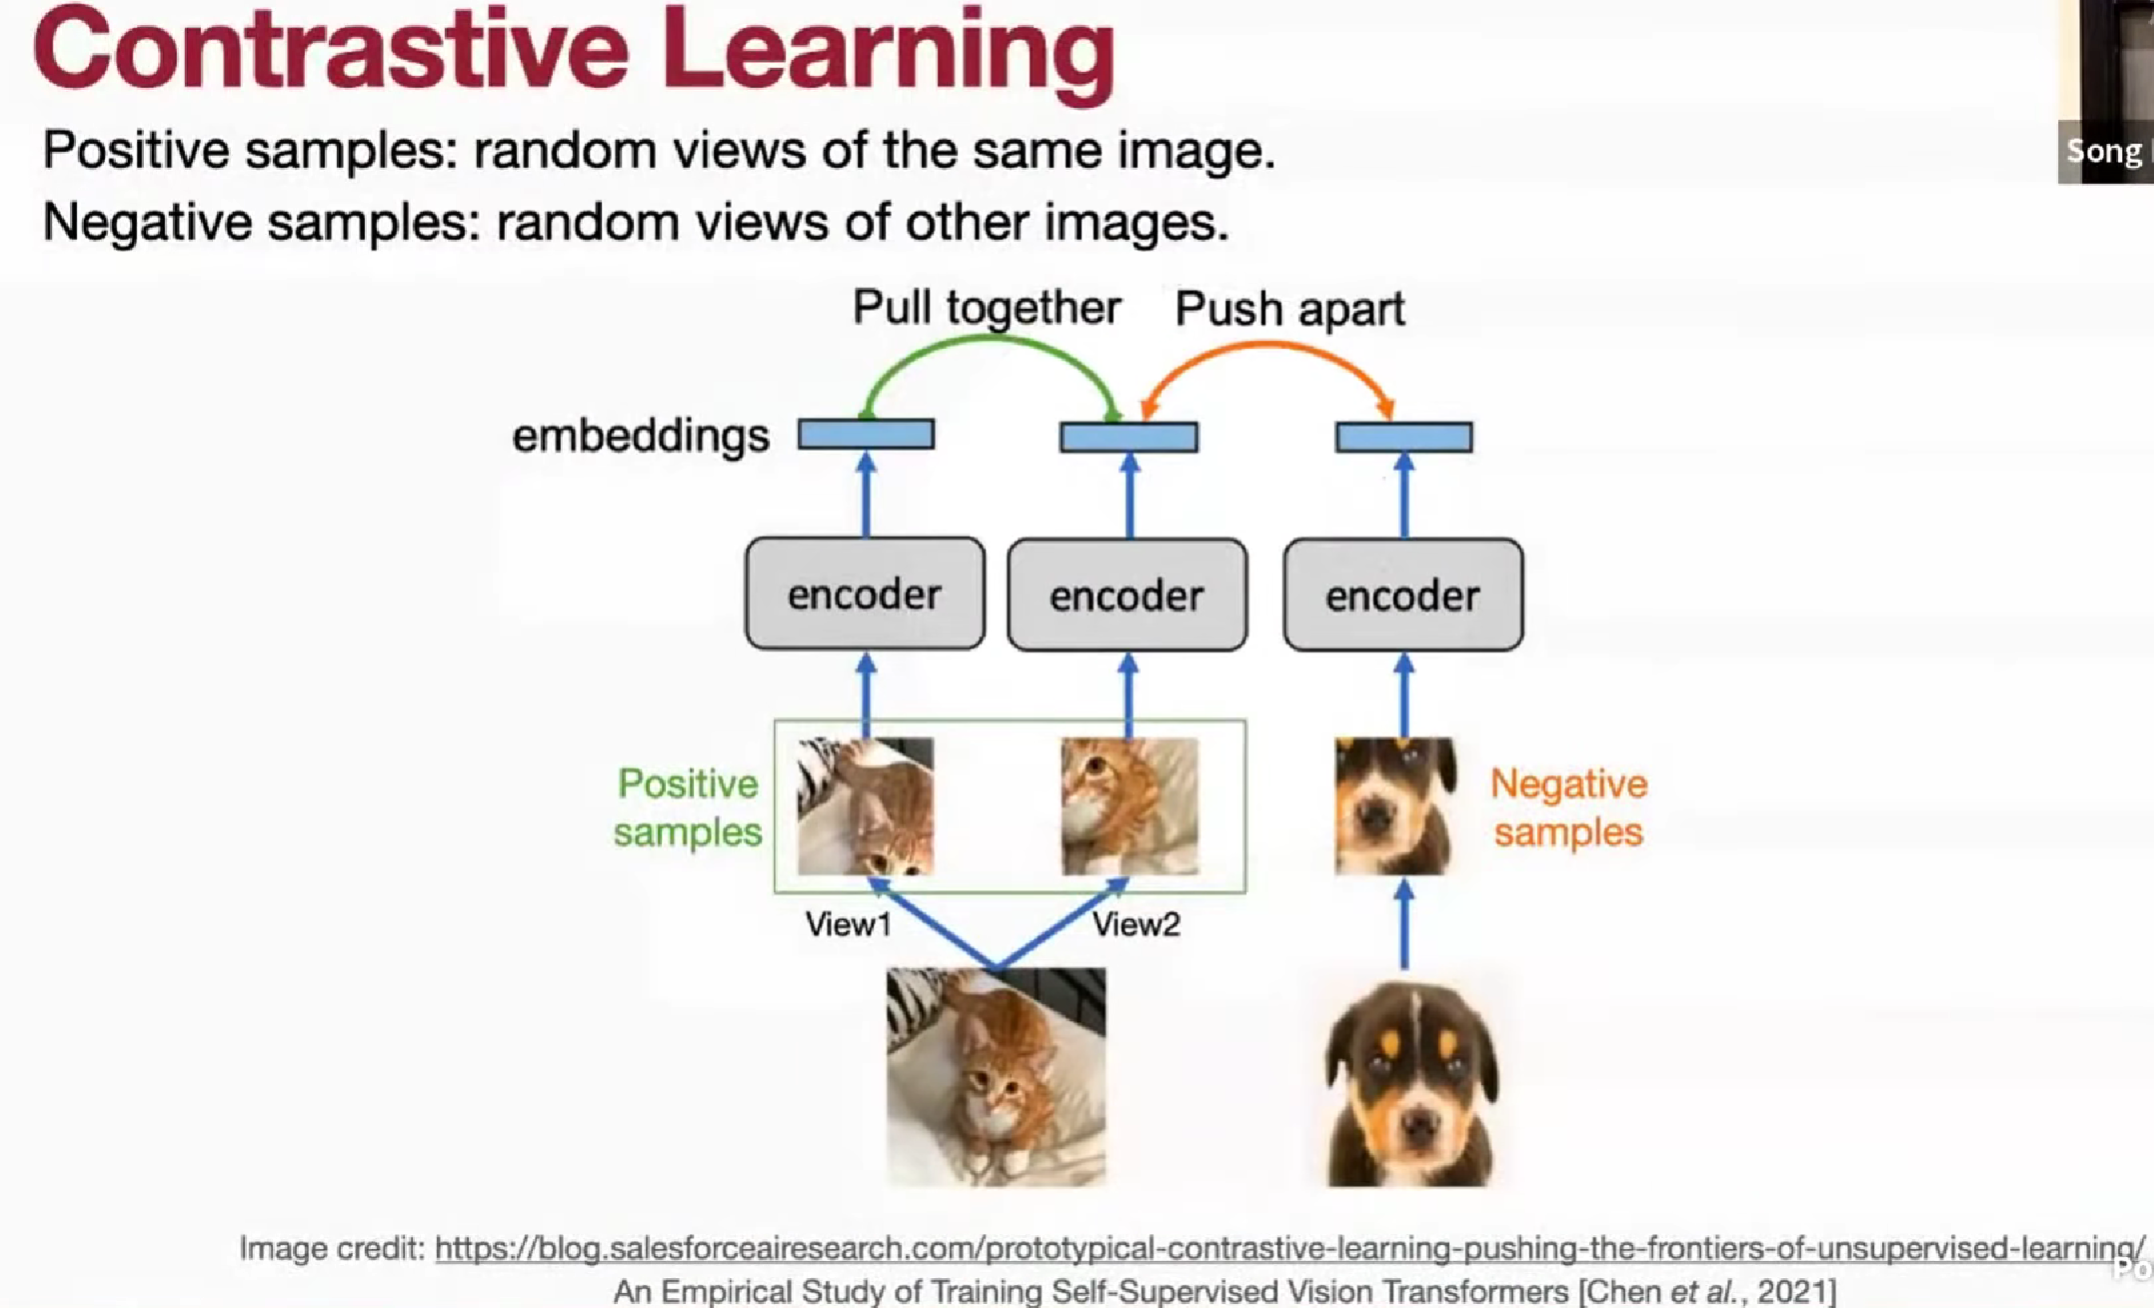 Contrastive Learning
Song
Positive samples: random views of the same image.
Negative samples: random views of other images.
Pull together
Push apart
embeddings
encoder
encoder
encoder
Positive
samples
Negative
samples
View1
View2
Image credit: https://blog.salesforceairesearch.com/prototypical-contrastive-learning-pushing-the-frontiers-of-unsupervised-learning/
Po
An Empirical Study of Training Self-Supervised Vision Transformers [Chen et al., 2021]